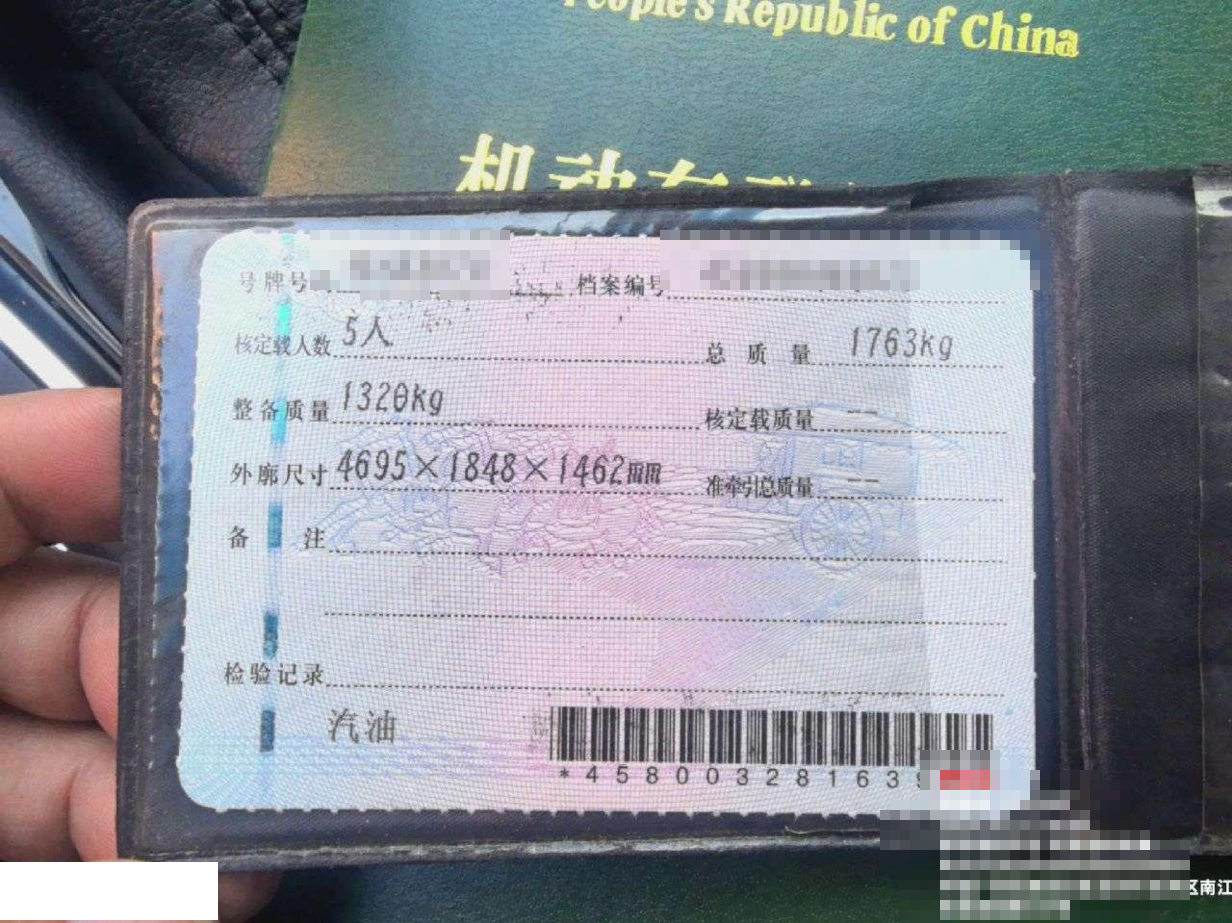 People's Republic of China
机动车
号牌号
档案编号
核定载人数 5人 总质量 1763kg
整备质量 1320kg 核定载质量 --
外廓尺寸 4695×1848×1462mm 准牵引总质量 --
备注
检验记录
汽油
*458003281639
区南江